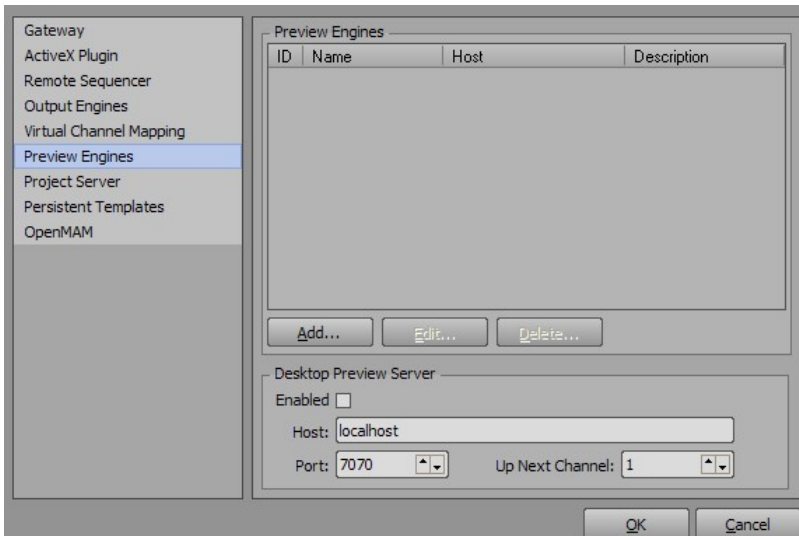 Gateway
ActiveX Plugin
Remote Sequencer
Output Engines
Virtual Channel Mapping
Preview Engines
Project Server
Persistent Templates
OpenMAM
Preview Engines
ID Name Host Description
Add... Edit... Delete...
Desktop Preview Server
Enabled
Host: localhost
Port: 7070 Up Next Channel: 1
OK Cancel